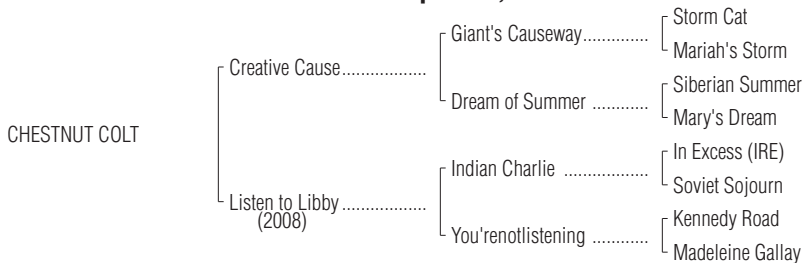 Storm Cat
Giant's Causeway..............
Mariah's Storm
Creative Cause..................
Siberian Summer
Dream of Summer ............
Mary's Dream
CHESTNUT COLT
In Excess (IRE)
Indian Charlie ................
Soviet Sojourn
Listen to Libby..................
(2008)
Kennedy Road
You'renotlistening ............
Madeleine Gallay